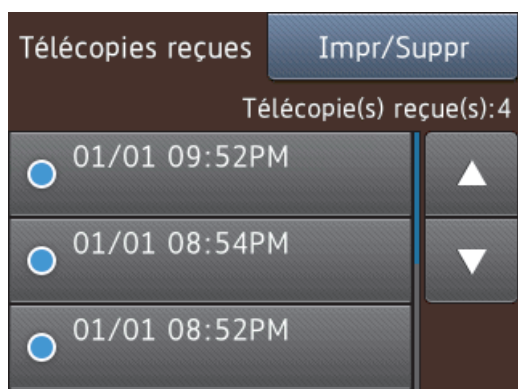 Télécopies reçues
Impr/Suppr
Télécopie(s) reçue(s):4
01/01 09:52PM
01/01 08:54PM
01/01 08:52PM